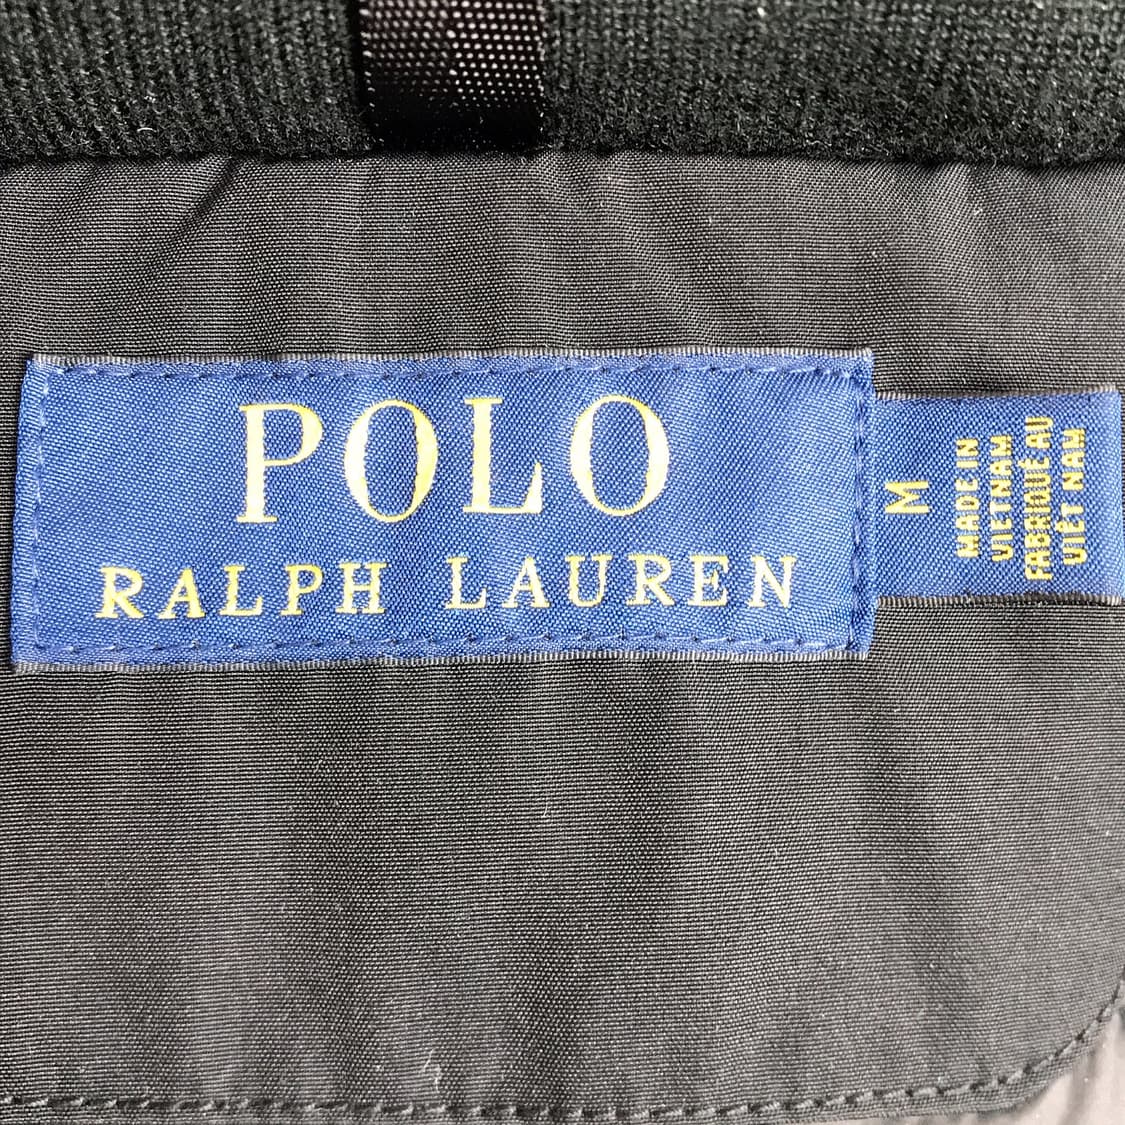 POLO
RALPH LAUREN
M
MADE IN
VIETNAM
FABRIQUÉ AU
VIÊT NAM